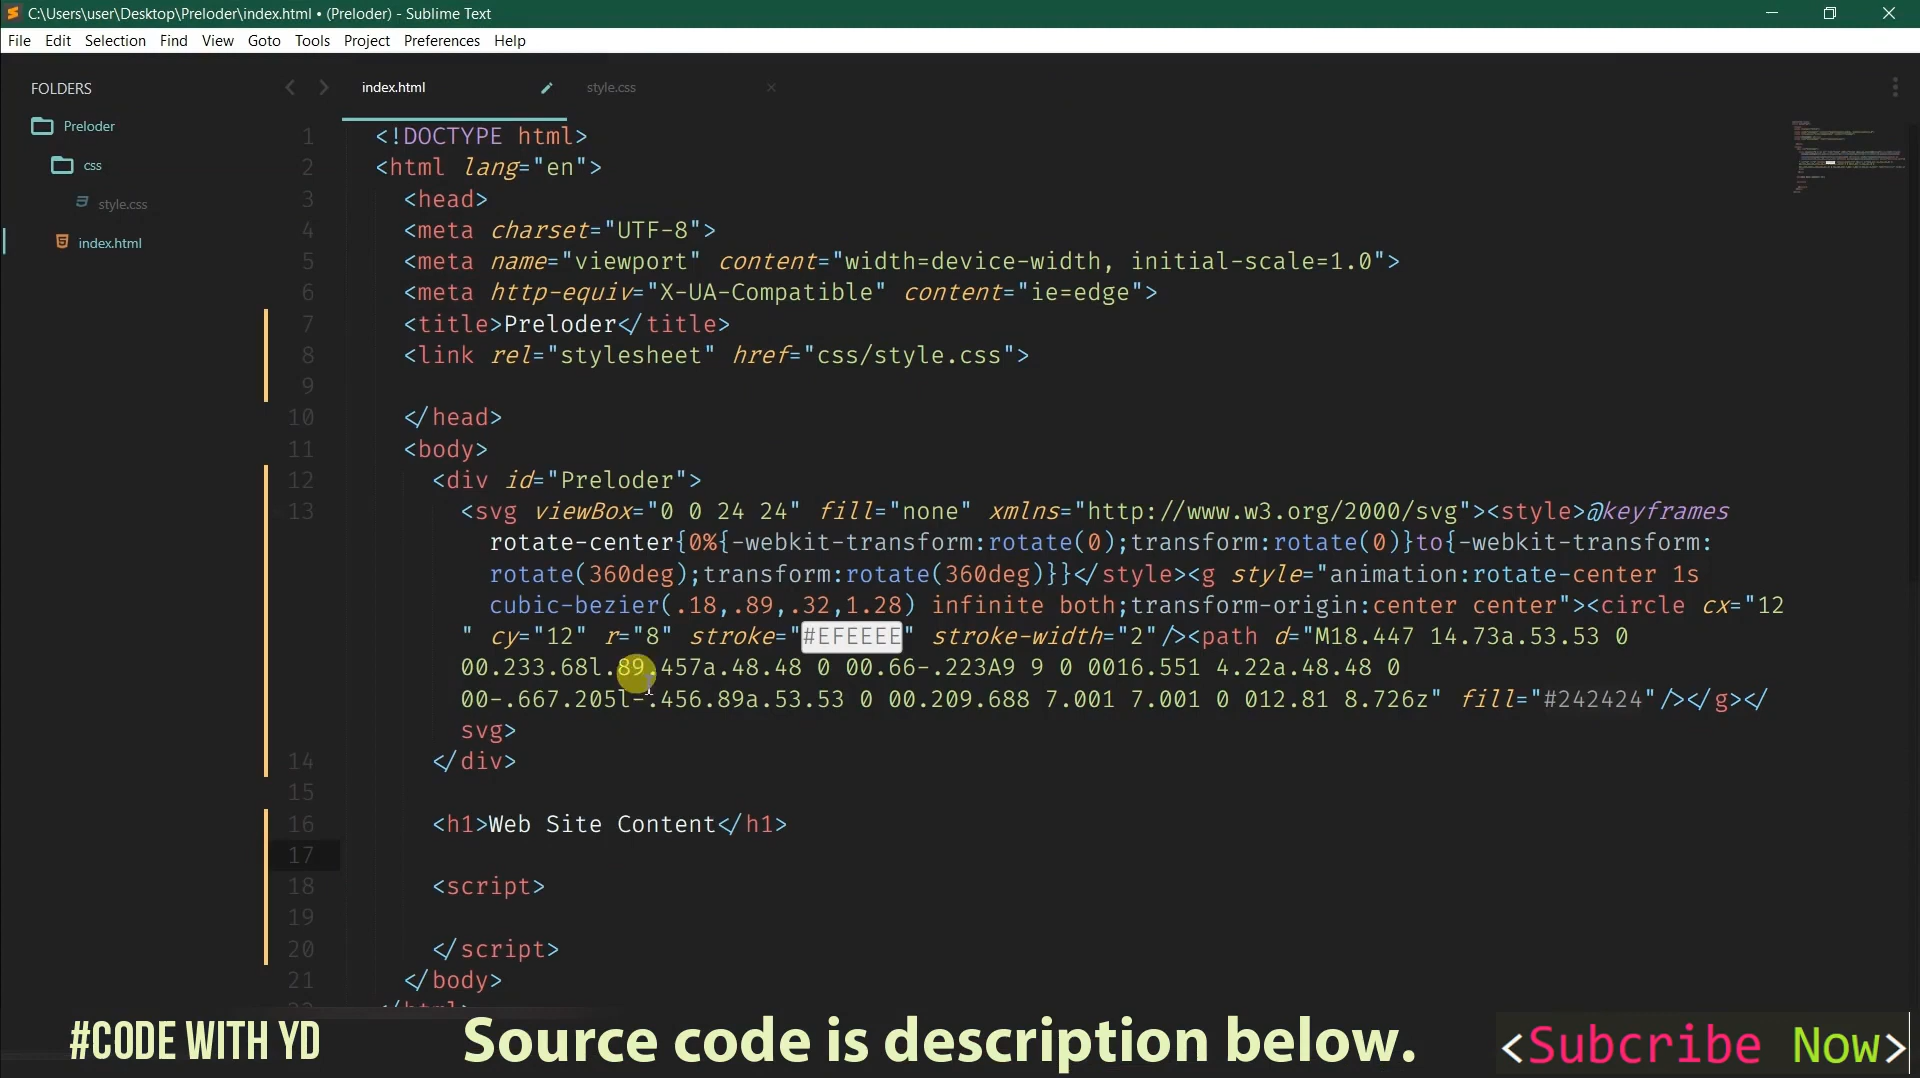 C:\Users\user\Desktop\Preloder\index.html • (Preloder) - Sublime Text
File Edit Selection Find View Goto Tools Project Preferences Help
FOLDERS
Preloder
css
style.css
index.html
index.html style.css
1 <!DOCTYPE html>
2 <html lang="en">
3 <head>
4 <meta charset="UTF-8">
5 <meta name="viewport" content="width=device-width, initial-scale=1.0">
6 <meta http-equiv="X-UA-Compatible" content="ie=edge">
7 <title>Preloder</title>
8 <link rel="stylesheet" href="css/style.css">
9
10 </head>
11 <body>
12 <div id="Preloder">
13 <svg viewBox="0 0 24 24" fill="none" xmlns="http://www.w3.org/2000/svg"><style>@keyframes
rotate-center{0%{-webkit-transform:rotate(0);transform:rotate(0)}to{-webkit-transform:
rotate(360deg);transform:rotate(360deg)}}</style><g style="animation:rotate-center 1s
cubic-bezier(.18,.89,.32,1.28) infinite both;transform-origin:center center"><circle cx="12
" cy="12" r="8" stroke="#EFEEEE" stroke-width="2"/><path d="M18.447 14.73a.53.53 0
00.233.68l.89.457a.48.48 0 00.66-.223A9 9 0 0016.551 4.22a.48.48 0
00-.667.205l-.456.89a.53.53 0 00.209.688 7.001 7.001 0 012.81 8.726z" fill="#242424"/></g></
svg>
14 </div>
15
16 <h1>Web Site Content</h1>
17
18 <script>
19
20 </script>
21 </body>
22 </html>
#CODE WITH YD
Source code is description below.
<Subcribe Now>